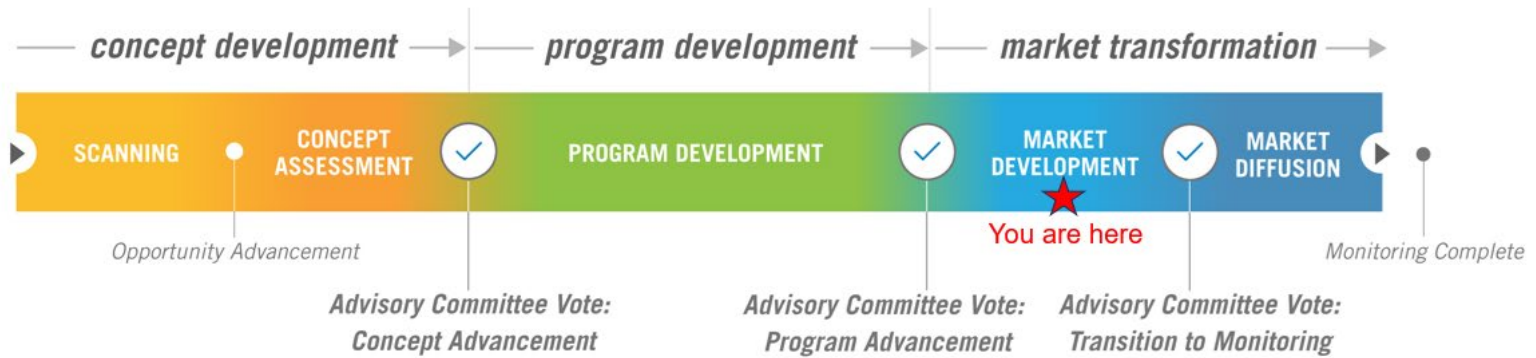 concept development
program development
market transformation
SCANNING
CONCEPT
ASSESSMENT
PROGRAM DEVELOPMENT
MARKET
DEVELOPMENT
MARKET
DIFFUSION
You are here
Opportunity Advancement
Monitoring Complete
Advisory Committee Vote:
Concept Advancement
Advisory Committee Vote:
Program Advancement
Advisory Committee Vote:
Transition to Monitoring